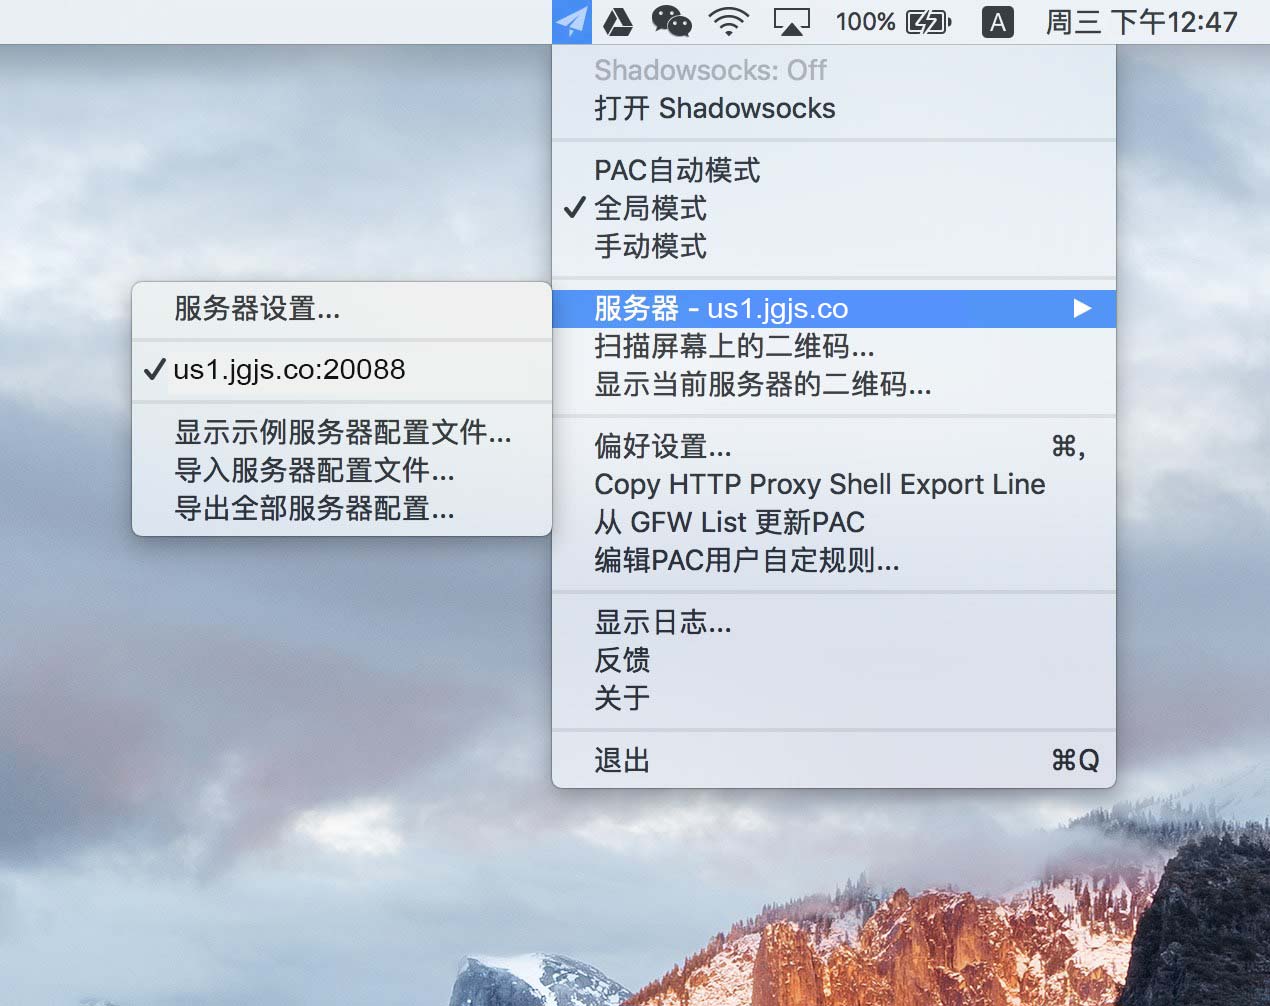 100% A 周三 下午12:47
Shadowsocks: Off
打开 Shadowsocks
PAC自动模式
全局模式
手动模式
服务器 - us1.jgjs.co
扫描屏幕上的二维码...
显示当前服务器的二维码...
偏好设置... ⌘,
Copy HTTP Proxy Shell Export Line
从 GFW List 更新PAC
编辑PAC用户自定规则...
显示日志...
反馈
关于
退出 ⌘Q
服务器设置...
us1.jgjs.co:20088
显示示例服务器配置文件...
导入服务器配置文件...
导出全部服务器配置...